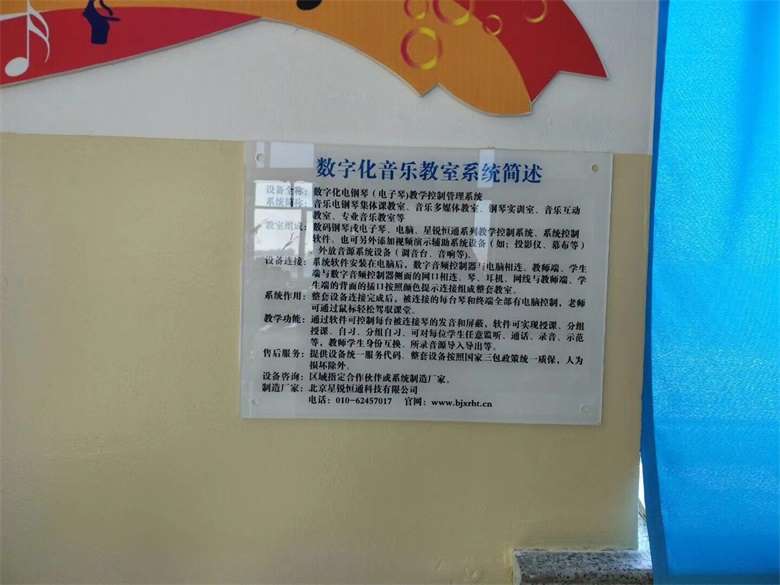 数字化音乐教室系统简述
设备全称：数字化电钢琴（电子琴)教学控制管理系统
系统简称：音乐电钢琴集体课教室、音乐多媒体教室、钢琴实训室、音乐互动
教室、专业音乐教室等
教室组成：数码钢琴或电子琴、电脑、星锐恒通系列教学控制系统、系统控制
软件。也可另外添加视频演示辅助系统设备（如：投影仪、幕布等）
外放音源系统设备（调音台、音响等）。
设备连接：系统软件安装在电脑后，数字音频控制器与电脑相连、教师端、学生
端与数字音频控制器侧面的网口相连、琴、耳机、网线与教师端、学
生端的背面的插口按照颜色提示连接组成整套教室。
系统作用：整套设备连接完成后，被连接的每台琴和终端全部有电脑控制，老师
可通过鼠标轻松驾驭课堂。
教学功能：通过软件可控制每台被连接琴的发音和屏蔽，软件可实现授课、分组
授课、自习、分组自习、可对每位学生任意监听、通话、录音、示范
等，教师学生身份互换、所录音源导入导出等。
售后服务：提供设备统一服务代码、整套设备按照国家三包政策统一质保，人为
损坏除外。
设备咨询：区域指定合作伙伴或系统制造厂家。
制造厂家：北京星锐恒通科技有限公司
电话：010-62457017 官网：www.bjxrht.cn